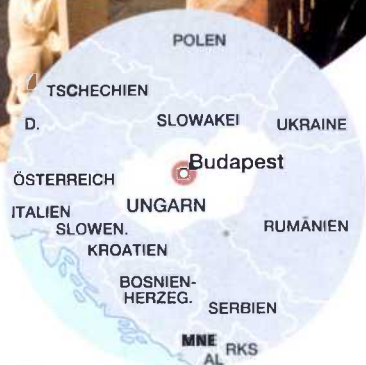 POLEN
TSCHECHIEN
D.
SLOWAKEI
UKRAINE
Budapest
ÖSTERREICH
UNGARN
ITALIEN
SLOWEN.
RUMÄNIEN
KROATIEN
BOSNIEN-
HERZEG.
SERBIEN
MNE
RKS
AL